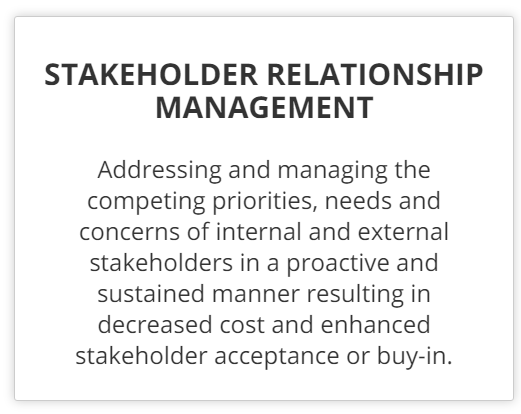 STAKEHOLDER RELATIONSHIP
MANAGEMENT
Addressing and managing the
competing priorities, needs and
concerns of internal and external
stakeholders in a proactive and
sustained manner resulting in
decreased cost and enhanced
stakeholder acceptance or buy-in.